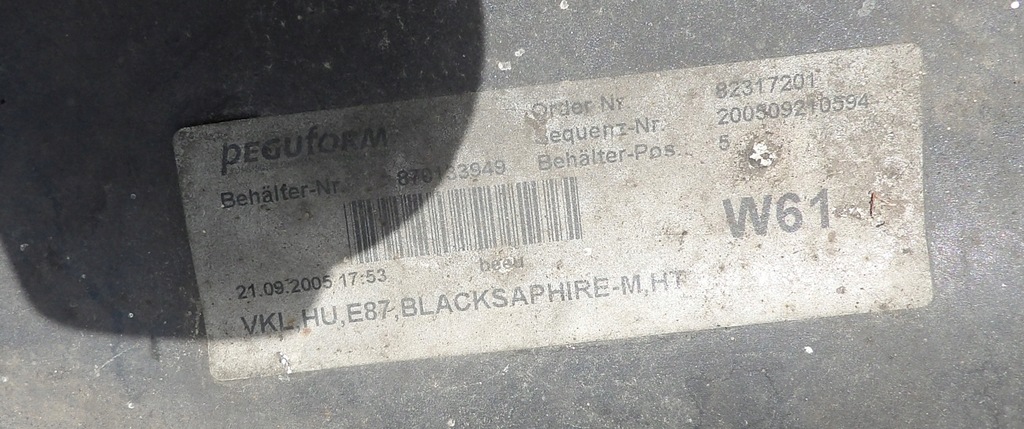 peguform
Order Nr. 82317201
Sequenz-Nr. 200509210594
Behälter-Nr. Behälter-Pos. 5
W61
21.09.2005 17:53
VKL,HU,E87,BLACKSAPHIRE-M,HT